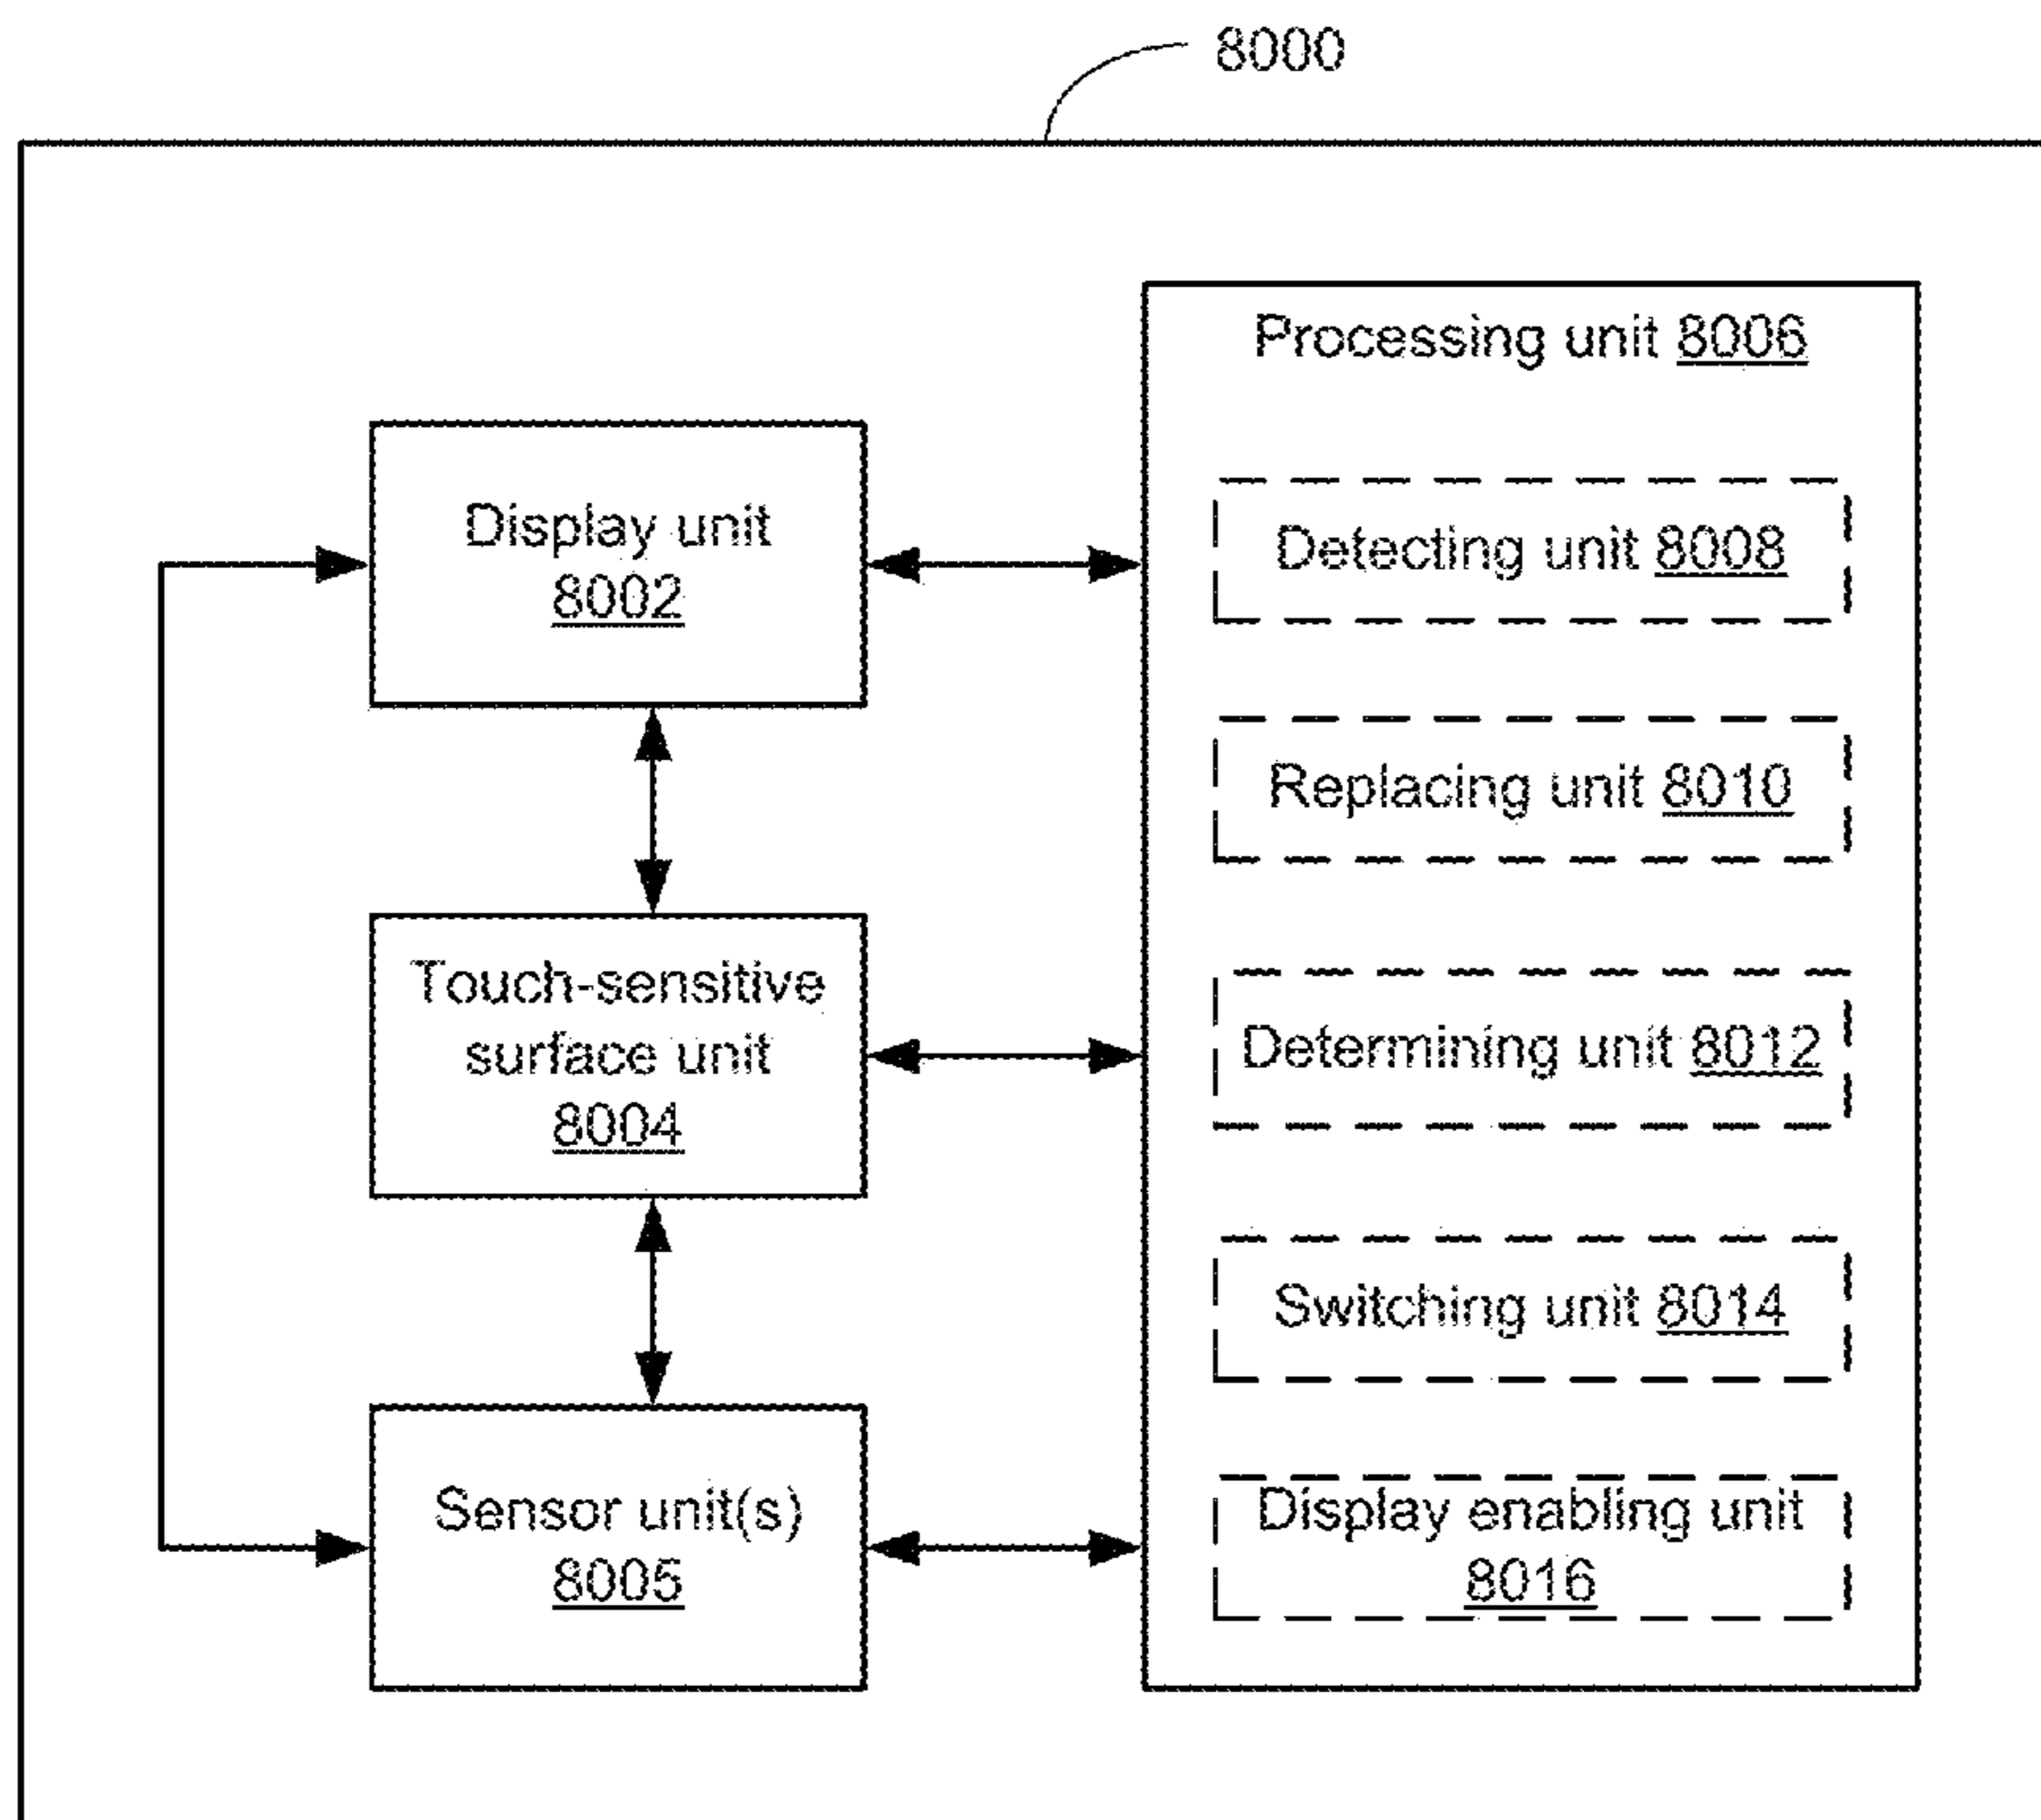 8000
Processing unit 8006
Display unit
8002
Touch-sensitive
surface unit
8004
Sensor unit(s)
8005
Detecting unit 8008
Replacing unit 8010
Determining unit 8012
Switching unit 8014
Display enabling unit
8016